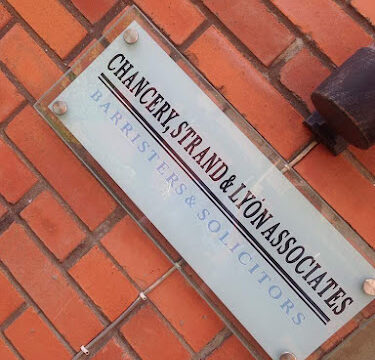 CHANCERY, STRAND & LYON ASSOCIATES
BARRISTERS & SOLICITORS